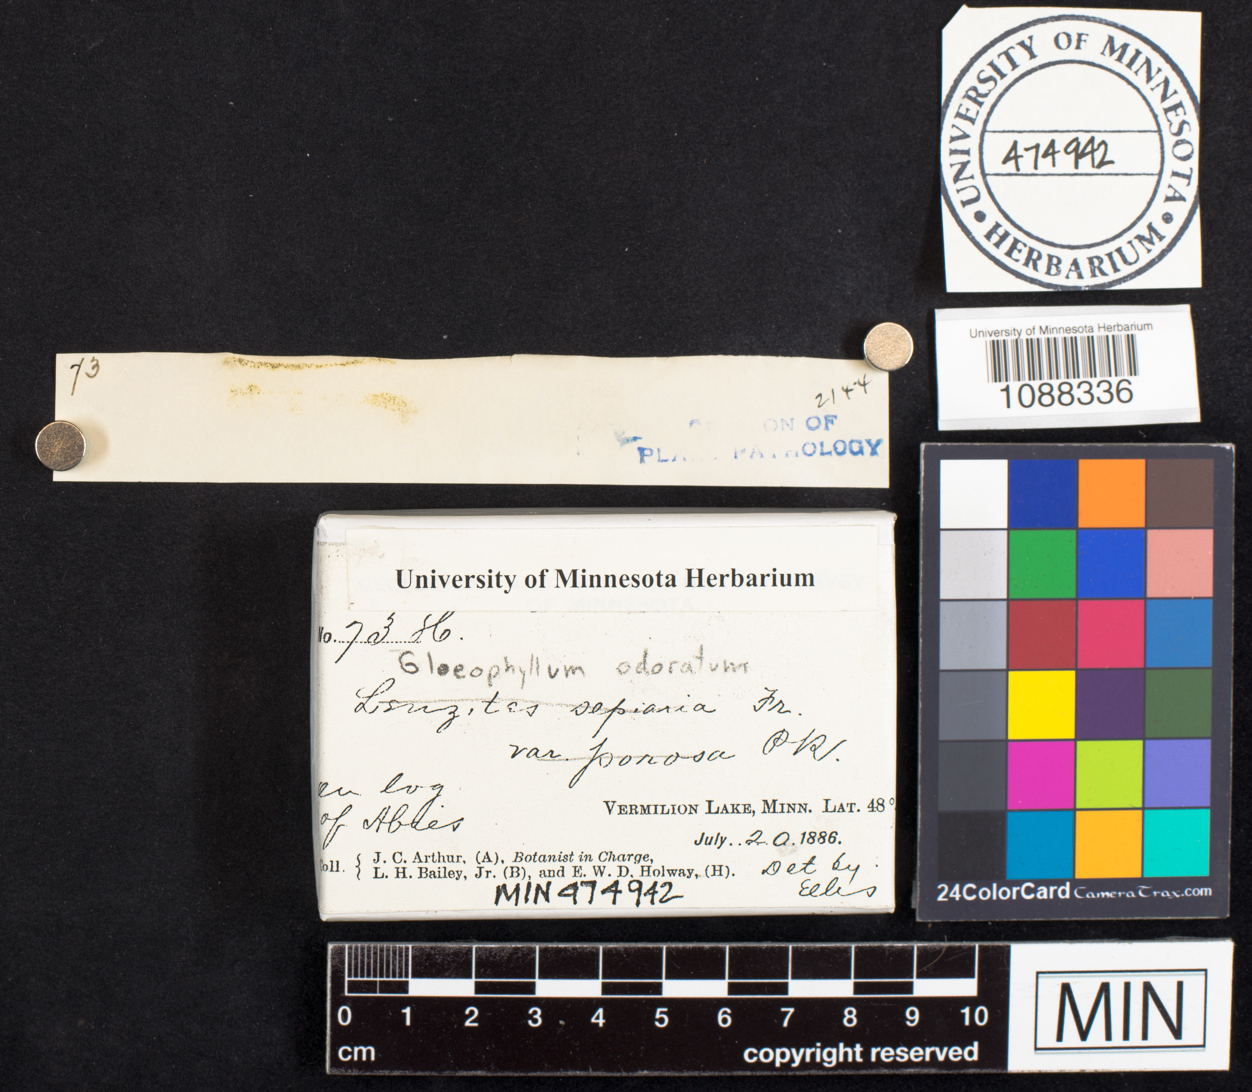 UNIVERSITY OF MINNESOTA
474942
• HERBARIUM •
University of Minnesota Herbarium
1088336
73
2144
ON OF
PLA PATHOLOGY
University of Minnesota Herbarium
No. 73 H.
Gloeophyllum odoratum
Lenzites sepiaria Fr.
var. porosa Pk.
on log
of Abies
VERMILION LAKE, MINN. LAT. 48°
July 20. 1886.
Coll. { J. C. Arthur, (A), Botanist in Charge,
L. H. Bailey, Jr. (B), and E. W. D. Holway, (H).
Det by
Ellis
MIN 474942
24ColorCard CameraTrax.com
0 1 2 3 4 5 6 7 8 9 10
cm
copyright reserved
MIN